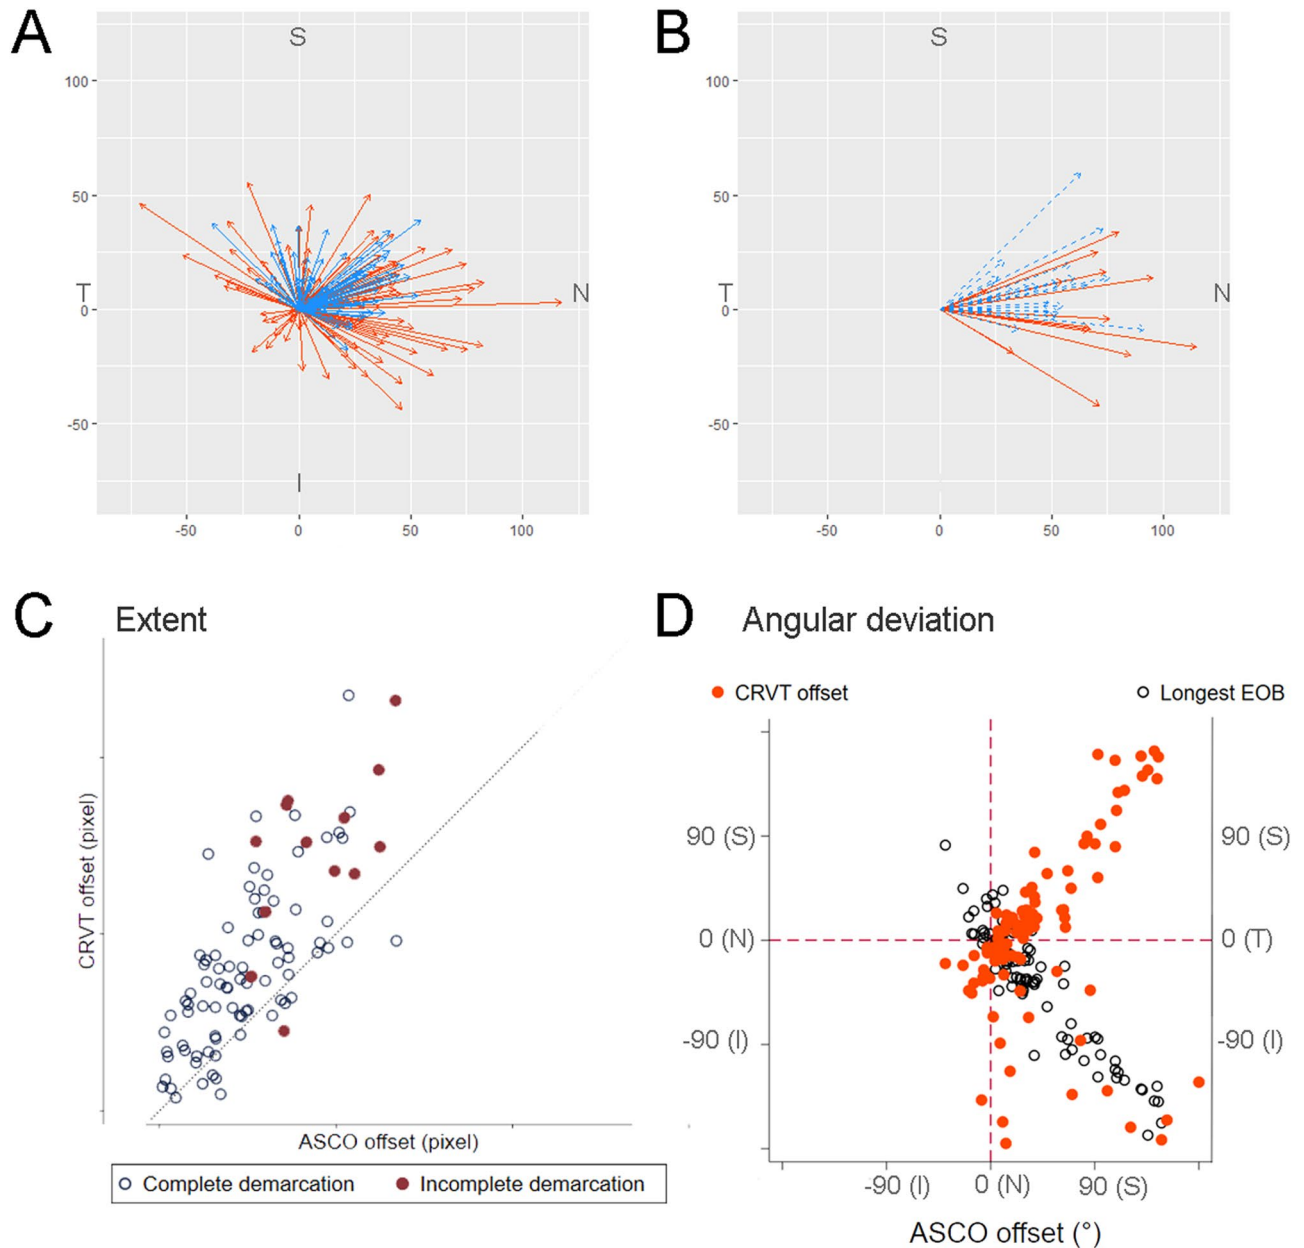 A
S
100
50
T
N
0
-50
I
-50 0 50 100
B
S
100
50
T
N
0
-50
-50 0 50 100
C Extent
CRVT offset (pixel)
ASCO offset (pixel)
Complete demarcation Incomplete demarcation
D Angular deviation
CRVT offset Longest EOB
90 (S) 90 (S)
0 (N) 0 (T)
-90 (I) -90 (I)
-90 (I) 0 (N) 90 (S)
ASCO offset (°)